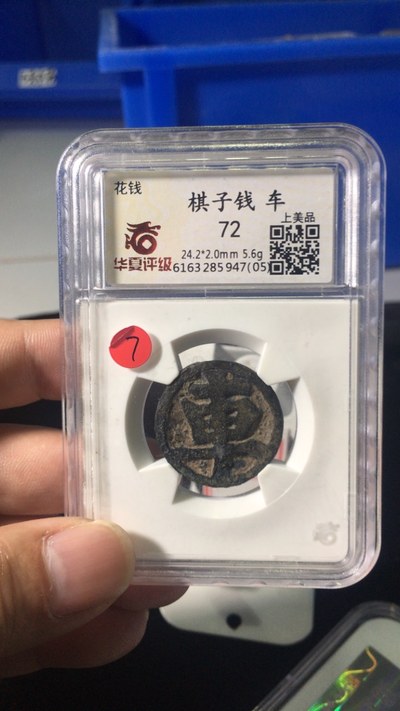 花钱
棋子钱 车
72
上美品
24.2*2.0mm 5.6g
华夏评级 6163285947(05)
7
車